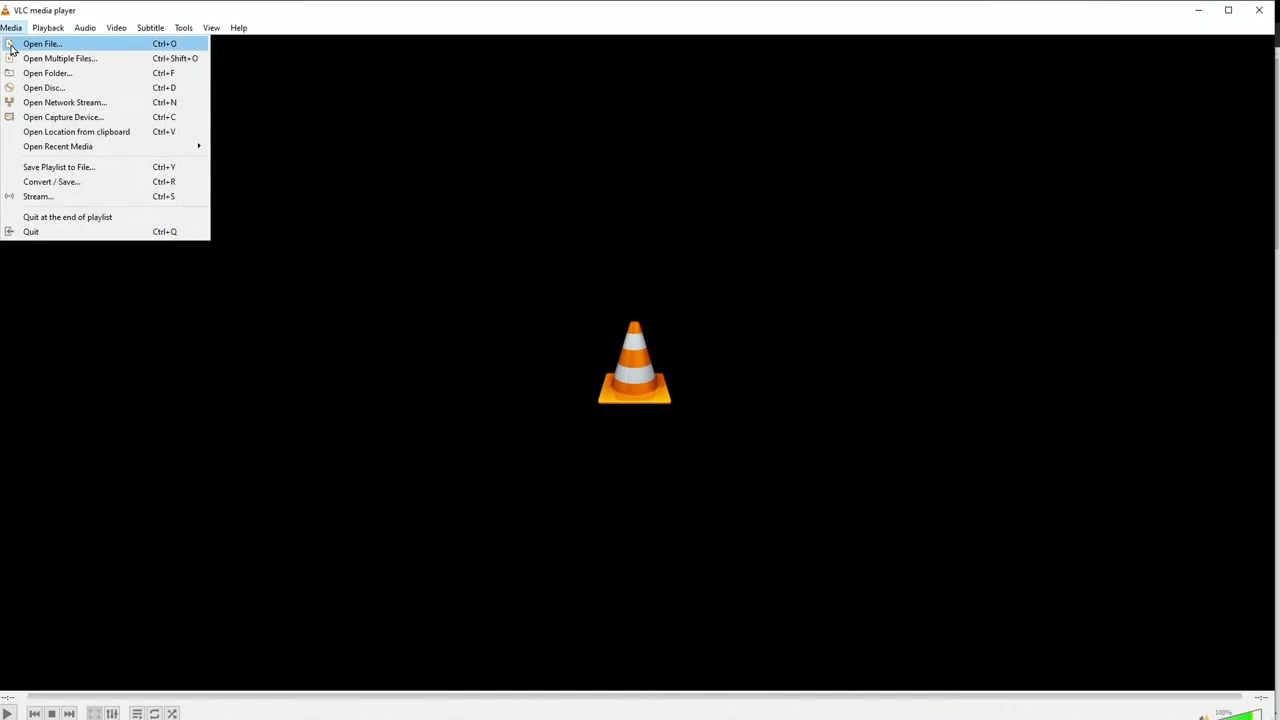 VLC media player
Media Playback Audio Video Subtitle Tools View Help
Open File... Ctrl+O
Open Multiple Files... Ctrl+Shift+O
Open Folder... Ctrl+F
Open Disc... Ctrl+D
Open Network Stream... Ctrl+N
Open Capture Device... Ctrl+C
Open Location from clipboard Ctrl+V
Open Recent Media
Save Playlist to File... Ctrl+Y
Convert / Save... Ctrl+R
Stream... Ctrl+S
Quit at the end of playlist
Quit Ctrl+Q
--:-- --:--
100%